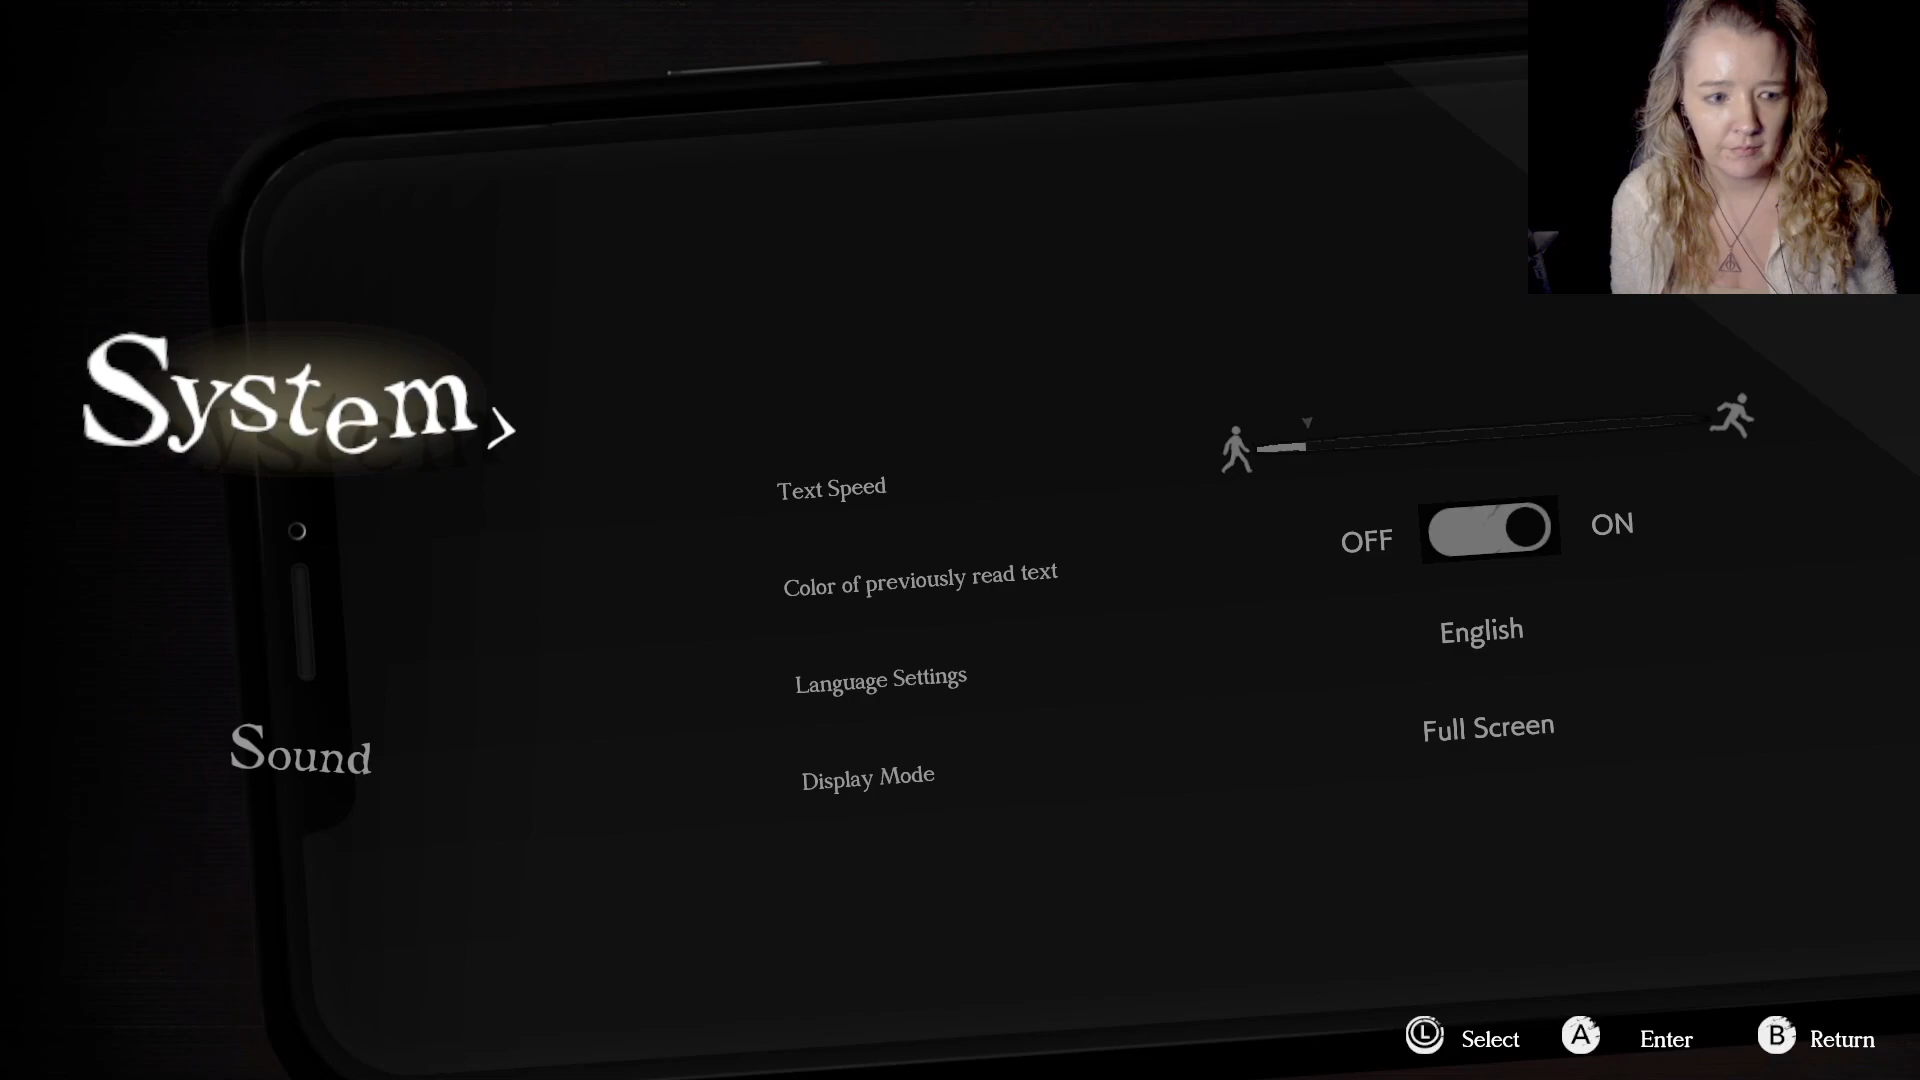 System
Text Speed
OFF
ON
Color of previously read text
English
Language Settings
Full Screen
Sound
Display Mode
L Select A Enter B Return